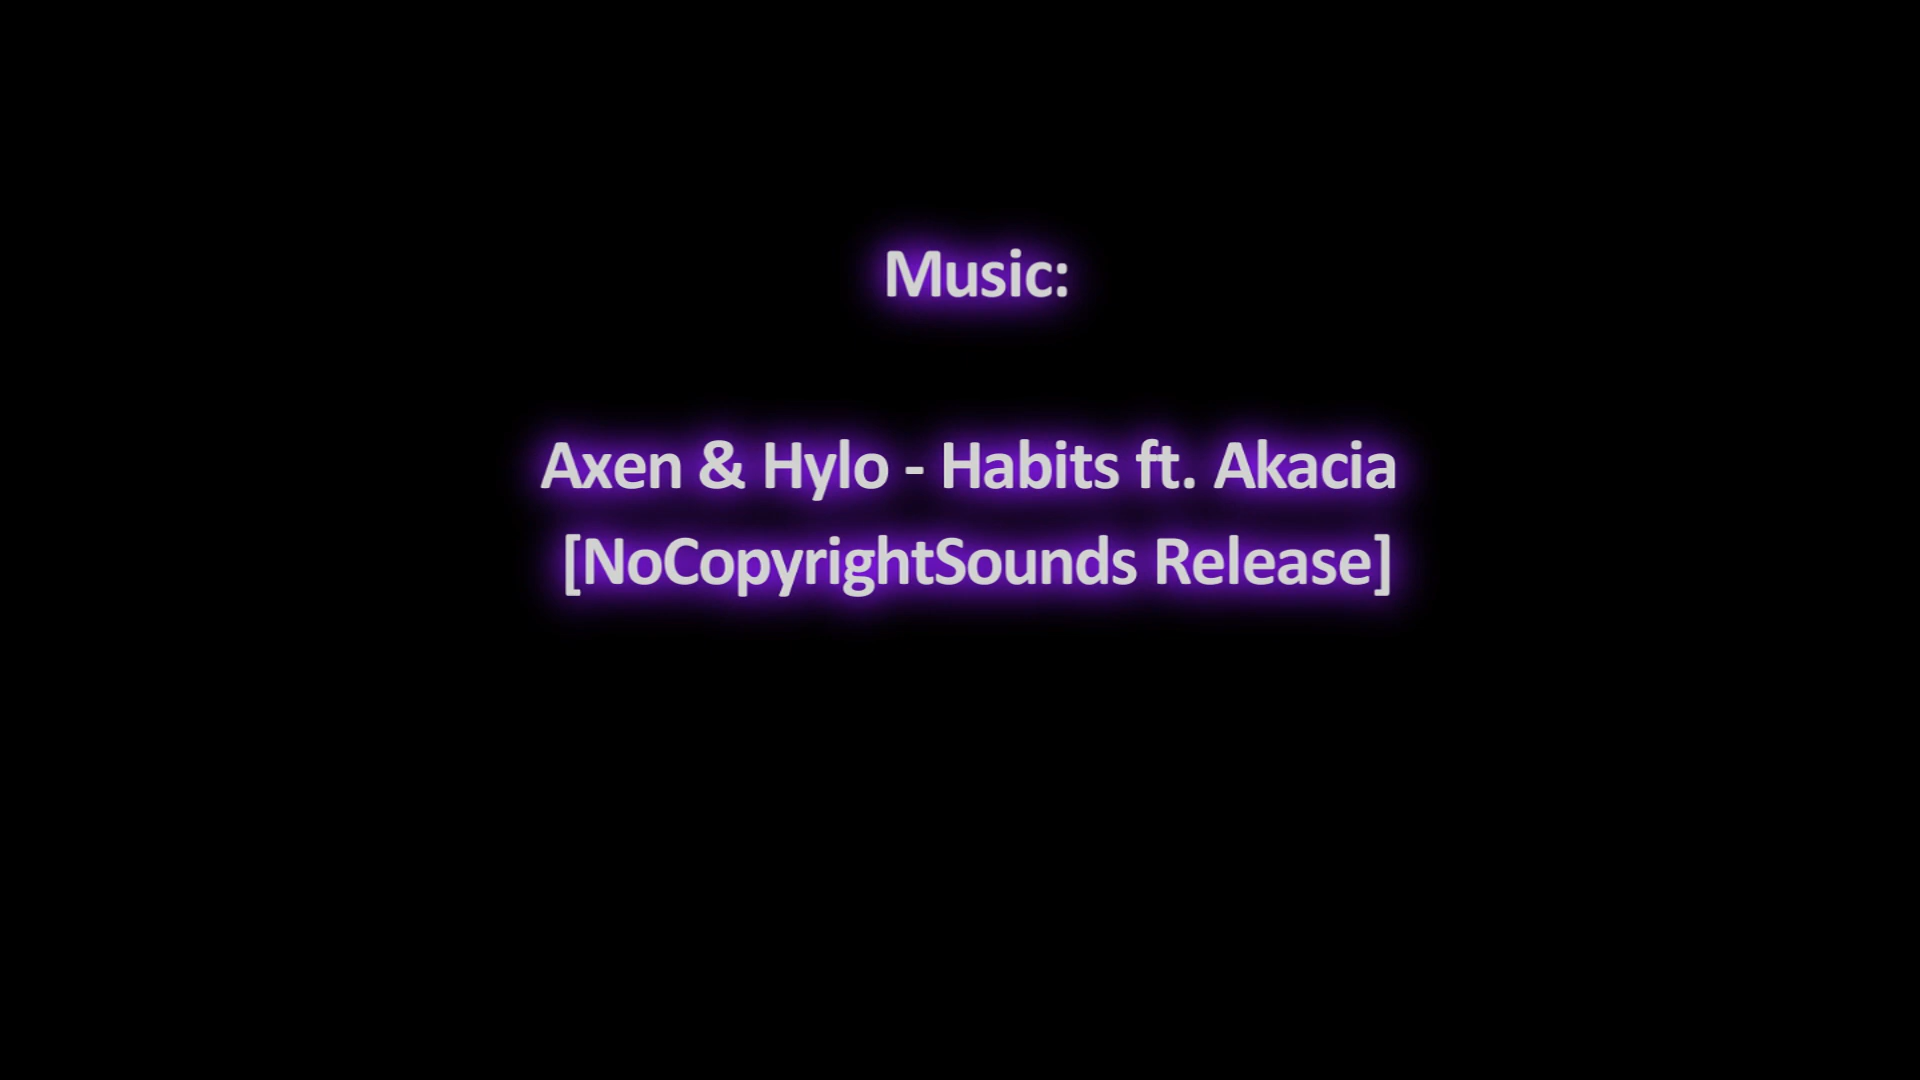 Music:
Axen & Hylo - Habits ft. Akacia
[NoCopyrightSounds Release]